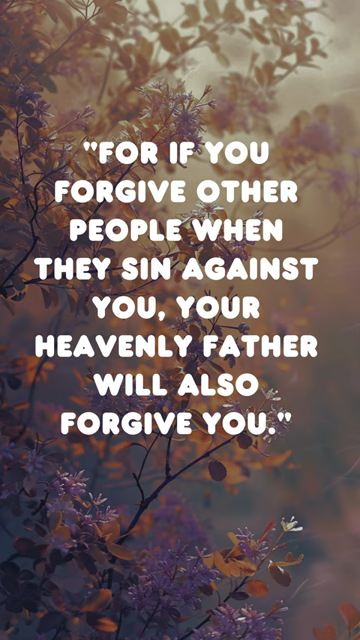 "FOR IF YOU
FORGIVE OTHER
PEOPLE WHEN
THEY SIN AGAINST
YOU, YOUR
HEAVENLY FATHER
WILL ALSO
FORGIVE YOU."